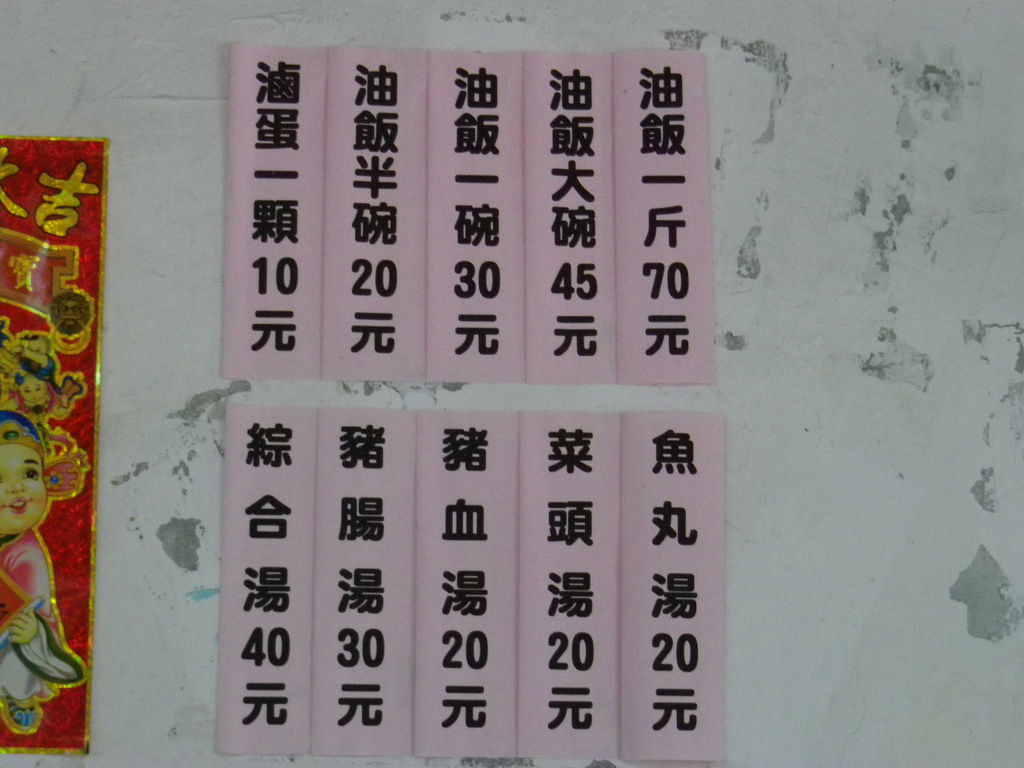 油飯一斤70元
油飯大碗45元
油飯一碗30元
油飯半碗20元
滷蛋一顆10元
魚丸湯20元
菜頭湯20元
豬血湯20元
豬腸湯30元
綜合湯40元
吉
寶